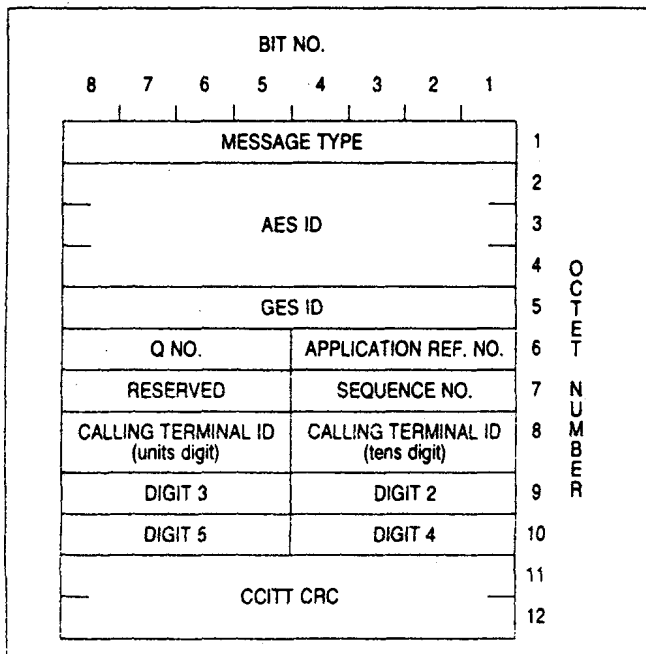 BIT NO.
8 7 6 5 4 3 2 1
MESSAGE TYPE 1
2
AES ID 3
4
GES ID 5
Q NO. APPLICATION REF. NO. 6
RESERVED SEQUENCE NO. 7
CALLING TERMINAL ID CALLING TERMINAL ID 8
(units digit) (tens digit)
DIGIT 3 DIGIT 2 9
DIGIT 5 DIGIT 4 10
11
CCITT CRC
12
OCTET NUMBER